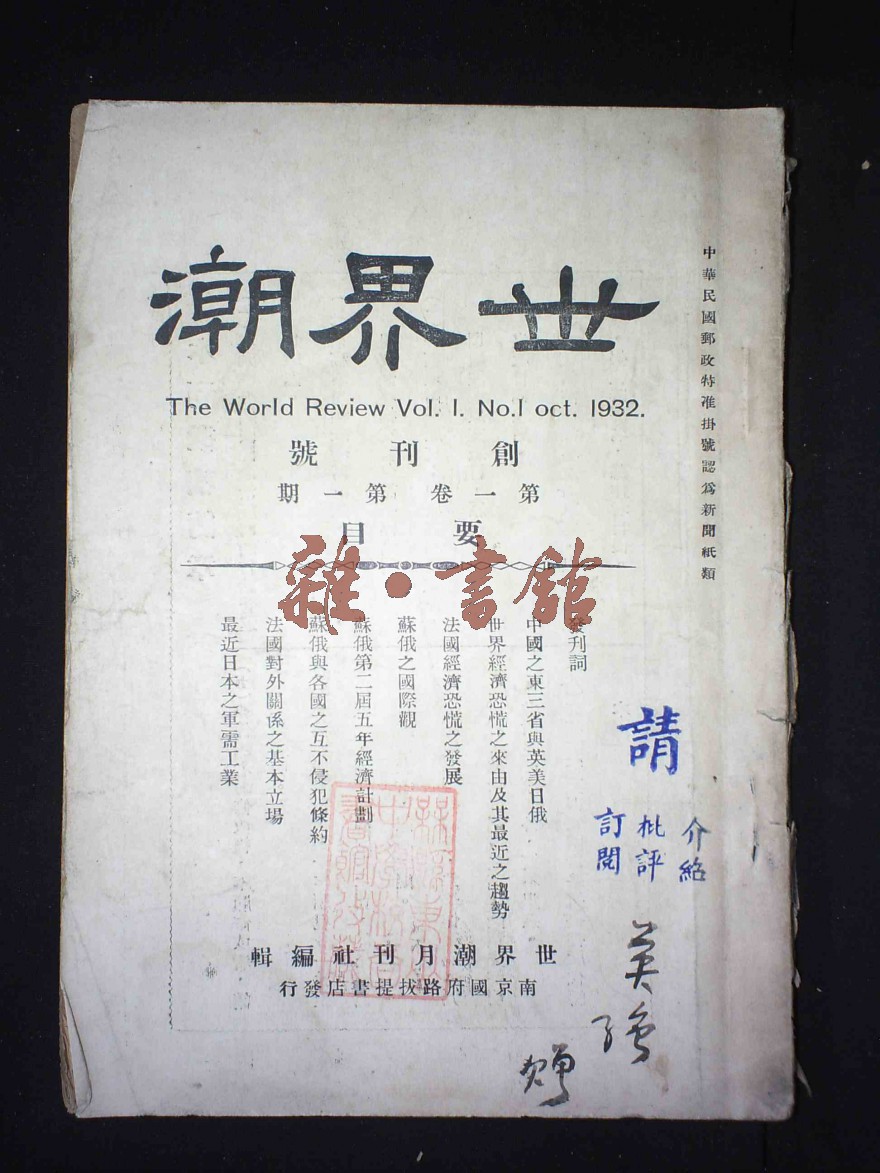 中華民國郵政特准掛號認爲新聞紙類
世界潮
The World Review Vol. I. No.I oct. 1932.
創刊號
第一卷 第一期
要目
雜·書館
發刊詞
中國之東三省與英美日俄
世界經濟恐慌之來由及其最近之趨勢
法國經濟恐慌之發展
蘇俄之國際觀
蘇俄第二屆五年經濟計劃
蘇俄與各國之互不侵犯條約
法國對外關係之基本立場
最近日本之軍需工業
世界潮月刊社編輯
南京國府路拔提書店發行
請
介紹
批評
訂閱